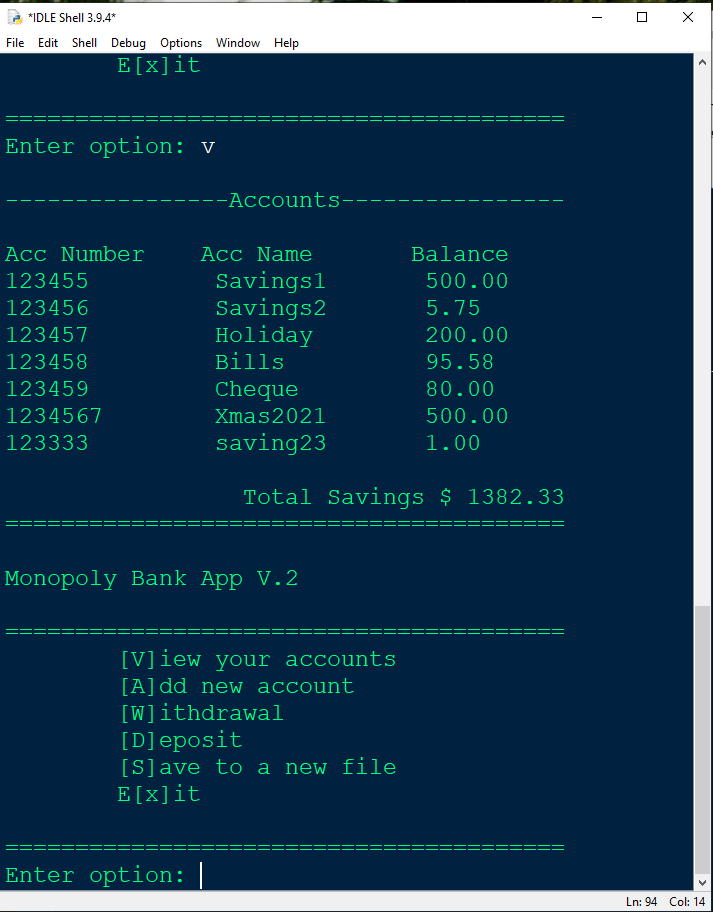 *IDLE Shell 3.9.4*
File Edit Shell Debug Options Window Help
E[x]it
========================================
Enter option: v
----------------Accounts----------------
Acc Number    Acc Name       Balance
123455         Savings1       500.00
123456         Savings2       5.75
123457         Holiday        200.00
123458         Bills          95.58
123459         Cheque         80.00
1234567        Xmas2021       500.00
123333         saving23       1.00
Total Savings $ 1382.33
========================================
Monopoly Bank App V.2
========================================
[V]iew your accounts
[A]dd new account
[W]ithdrawal
[D]eposit
[S]ave to a new file
E[x]it
========================================
Enter option:
Ln: 94 Col: 14